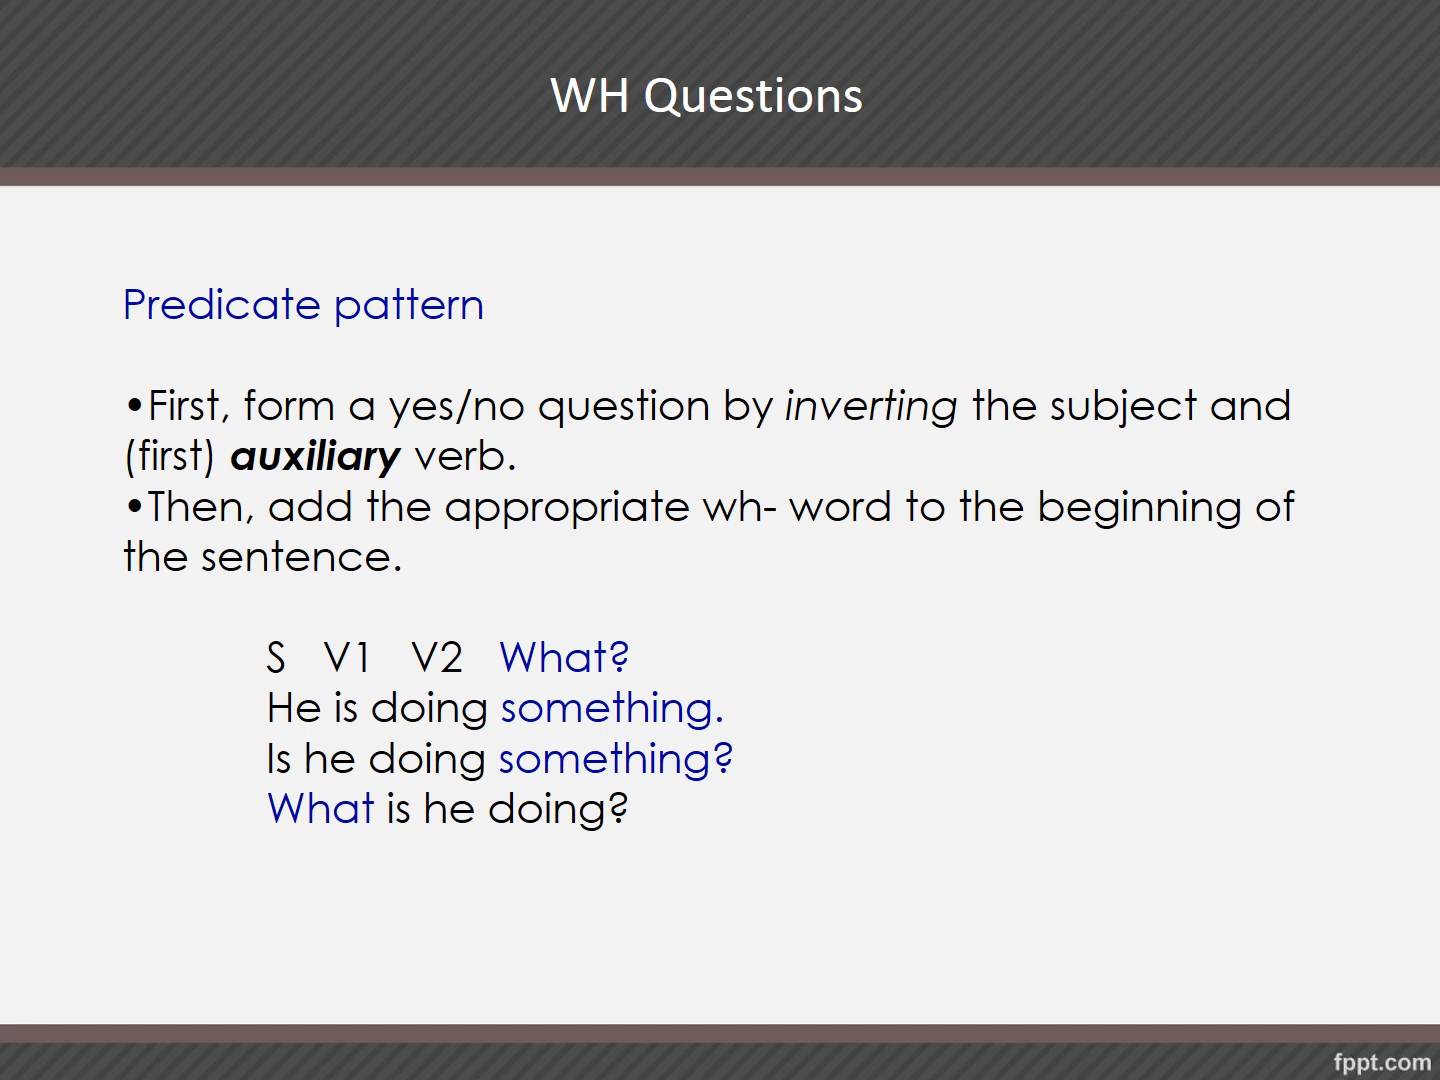 WH Questions
Predicate pattern
•First, form a yes/no question by inverting the subject and
(first) auxiliary verb.
•Then, add the appropriate wh- word to the beginning of
the sentence.
S V1 V2 What?
He is doing something.
Is he doing something?
What is he doing?
fppt.com